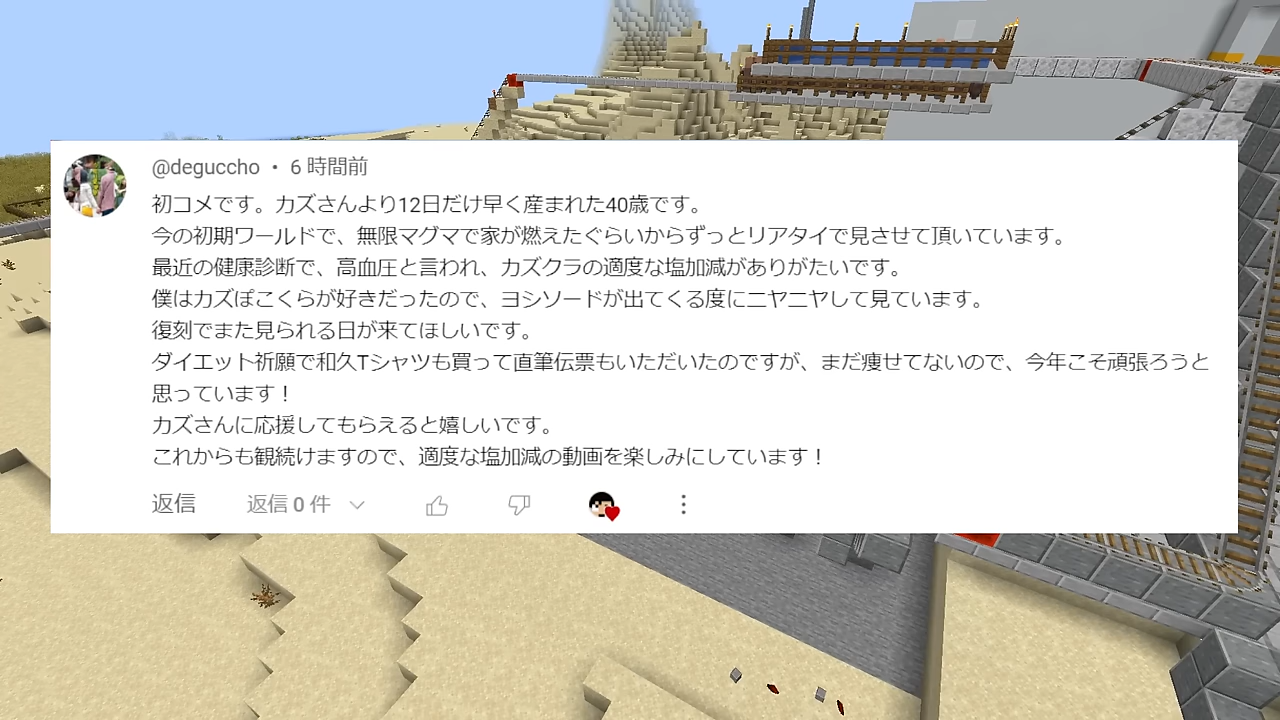 @deguccho・6 時間前
初コメです。カズさんより12日だけ早く産まれた40歳です。
今の初期ワールドで、無限マグマで家が燃えたぐらいからずっとリアタイで見させて頂いています。
最近の健康診断で、高血圧と言われ、カズクラの適度な塩加減がありがたいです。
僕はカズぽこくらが好きだったので、ヨシソードが出てくる度にニヤニヤして見ています。
復刻でまた見られる日が来てほしいです。
ダイエット祈願で和久Tシャツも買って直筆伝票もいただいたのですが、まだ痩せてないので、今年こそ頑張ろうと
思っています！
カズさんに応援してもらえると嬉しいです。
これからも観続けますので、適度な塩加減の動画を楽しみにしています！
返信 返信 0 件